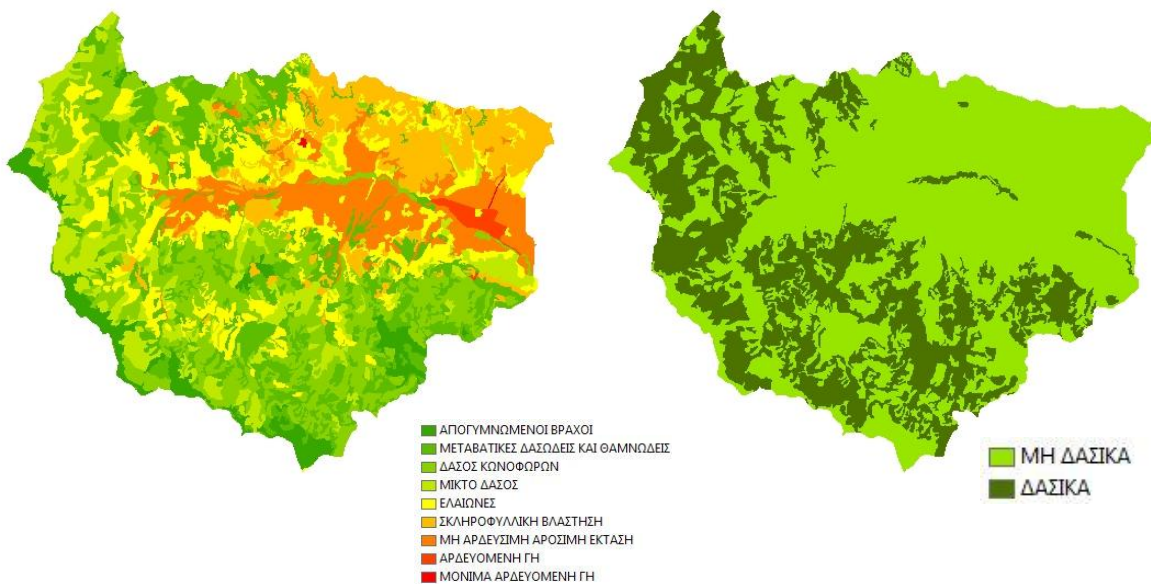 ΑΠΟΓΥΜΝΩΜΕΝΟΙ ΒΡΑΧΟΙ
ΜΕΤΑΒΑΤΙΚΕΣ ΔΑΣΩΔΕΙΣ ΚΑΙ ΘΑΜΝΩΔΕΙΣ
ΔΑΣΟΣ ΚΩΝΟΦΩΡΩΝ
ΜΙΚΤΟ ΔΑΣΟΣ
ΕΛΑΙΩΝΕΣ
ΣΚΛΗΡΟΦΥΛΛΙΚΗ ΒΛΑΣΤΗΣΗ
ΜΗ ΑΡΔΕΥΣΙΜΗ ΑΡΟΣΙΜΗ ΕΚΤΑΣΗ
ΑΡΔΕΥΟΜΕΝΗ ΓΗ
ΜΟΝΙΜΑ ΑΡΔΕΥΟΜΕΝΗ ΓΗ
ΜΗ ΔΑΣΙΚΑ
ΔΑΣΙΚΑ